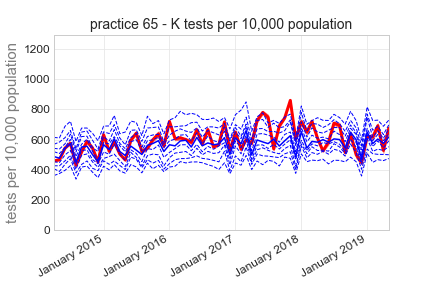 practice 65 - K tests per 10,000 population
tests per 10,000 population
1200
1000
800
600
400
200
0
January 2015
January 2016
January 2017
January 2018
January 2019